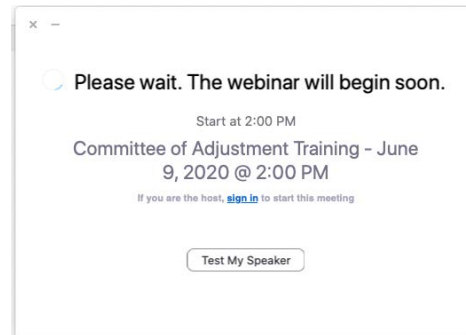 Please wait. The webinar will begin soon.
Start at 2:00 PM
Committee of Adjustment Training - June
9, 2020 @ 2:00 PM
If you are the host, sign in to start this meeting
Test My Speaker